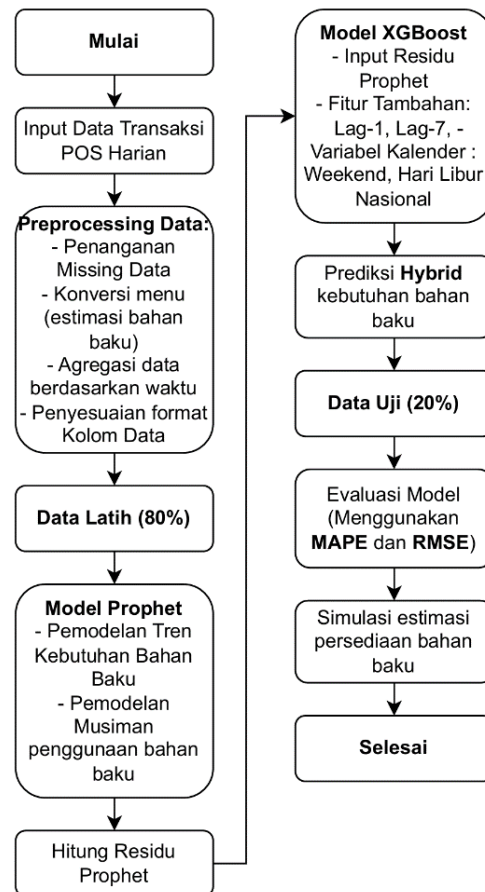 Mulai
Input Data Transaksi
POS Harian
Preprocessing Data:
- Penanganan
Missing Data
- Konversi menu
(estimasi bahan
baku)
- Agregasi data
berdasarkan waktu
- Penyesuaian format
Kolom Data
Data Latih (80%)
Model Prophet
- Pemodelan Tren
Kebutuhan Bahan
Baku
- Pemodelan
Musiman
penggunaan bahan
baku
Hitung Residu
Prophet
Model XGBoost
- Input Residu
Prophet
- Fitur Tambahan:
Lag-1, Lag-7, -
Variabel Kalender :
Weekend, Hari Libur
Nasional
Prediksi Hybrid
kebutuhan bahan
baku
Data Uji (20%)
Evaluasi Model
(Menggunakan
MAPE dan RMSE)
Simulasi estimasi
persediaan bahan
baku
Selesai